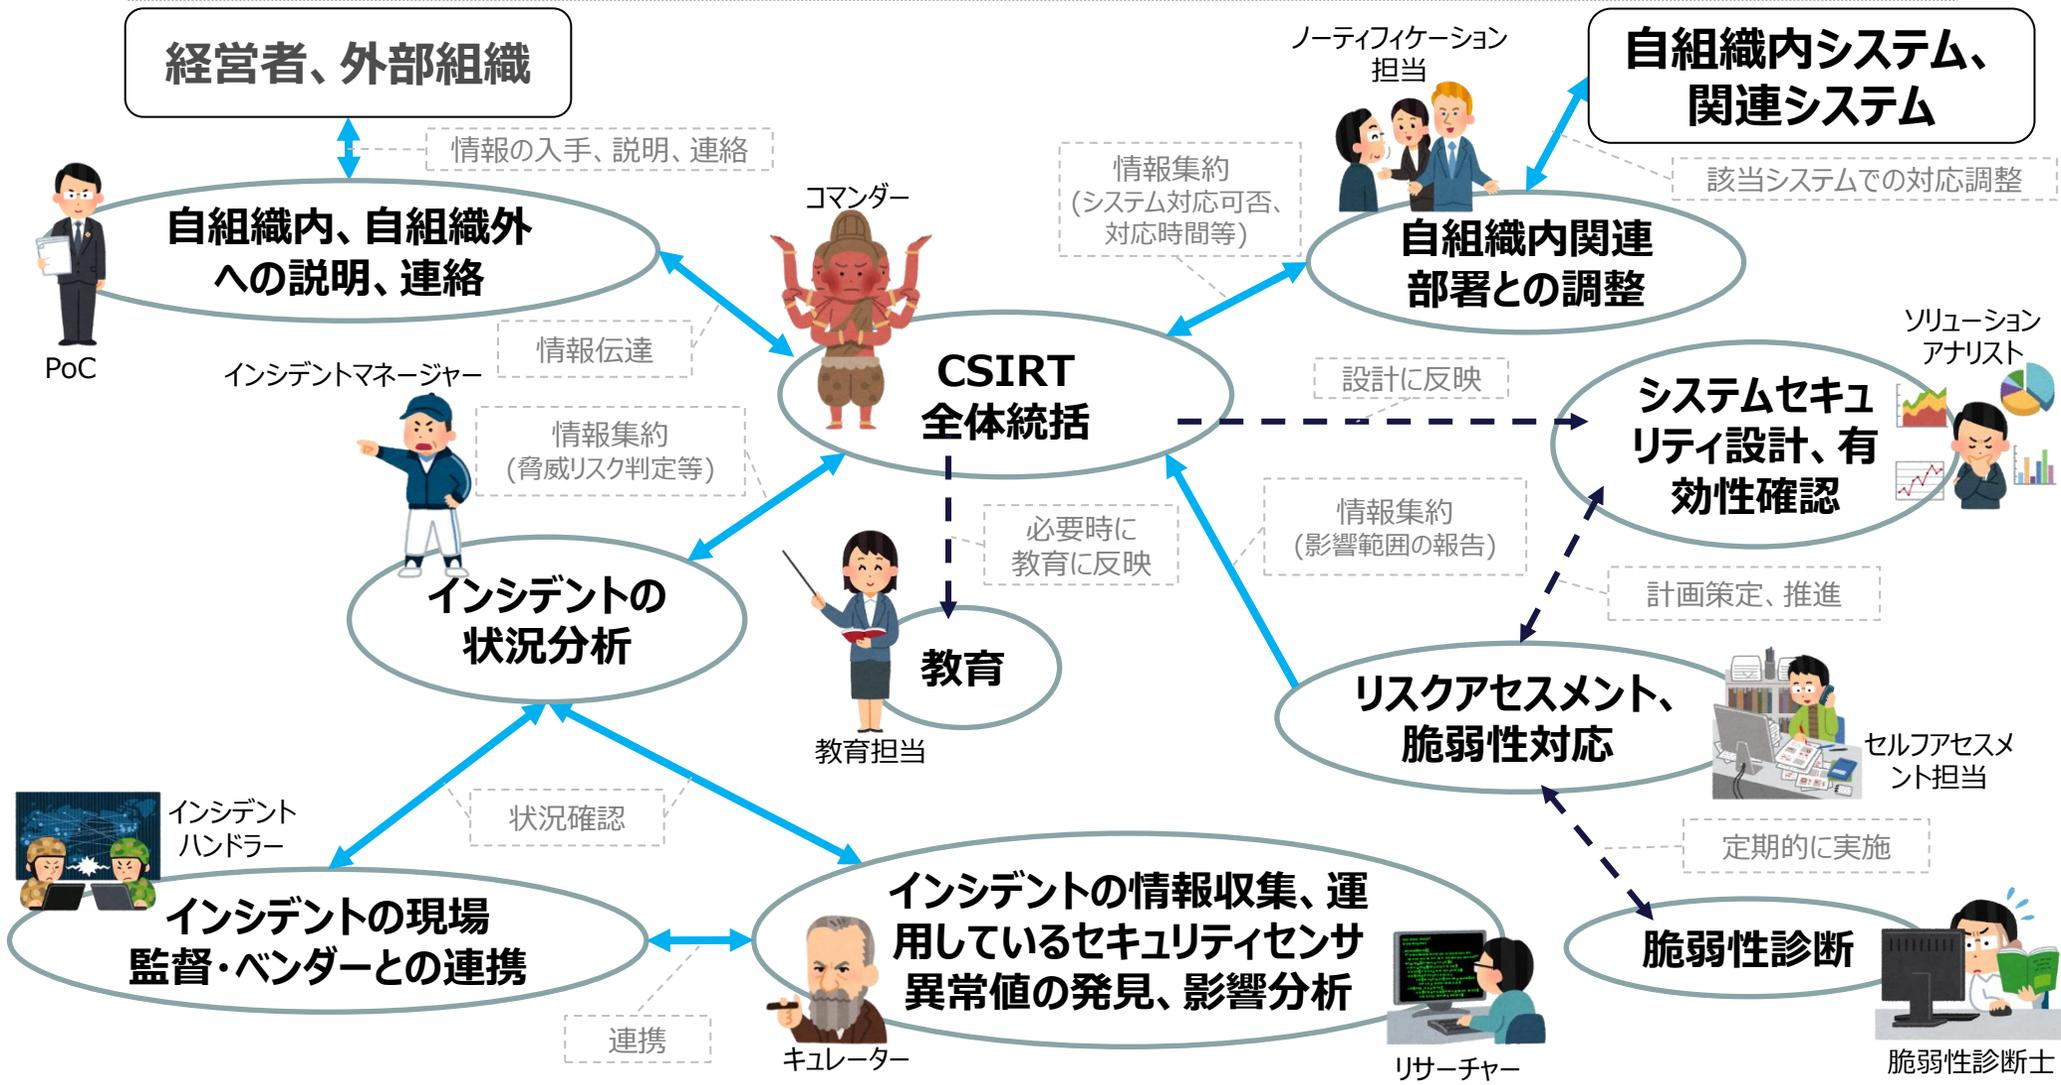 経営者、外部組織
情報の入手、説明、連絡
自組織内、自組織外
への説明、連絡
PoC
情報伝達
コマンダー
CSIRT
全体統括
ノーティフィケーション
担当
自組織内システム、
関連システム
該当システムでの対応調整
情報集約
(システム対応可否、
対応時間等)
自組織内関連
部署との調整
ソリューション
アナリスト
設計に反映
システムセキュ
リティ設計、有
効性確認
インシデントマネージャー
情報集約
(脅威リスク判定等)
インシデントの
状況分析
必要時に
教育に反映
教育
教育担当
情報集約
(影響範囲の報告)
計画策定、推進
リスクアセスメント、
脆弱性対応
セルフアセスメ
ント担当
状況確認
定期的に実施
インシデント
ハンドラー
インシデントの現場
監督・ベンダーとの連携
連携
インシデントの情報収集、運
用しているセキュリティセンサ
異常値の発見、影響分析
キュレーター
リサーチャー
脆弱性診断
脆弱性診断士